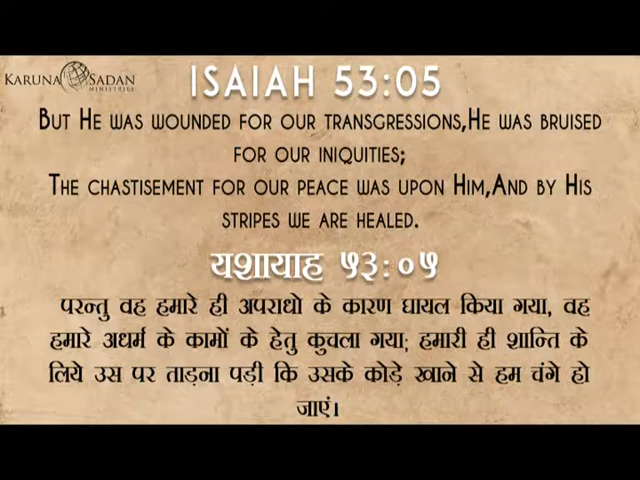 KARUNA SADAN
MINISTRIES
ISAIAH 53:05
BUT HE WAS WOUNDED FOR OUR TRANSGRESSIONS,HE WAS BRUISED
FOR OUR INIQUITIES;
THE CHASTISEMENT FOR OUR PEACE WAS UPON HIM,AND BY HIS
STRIPES WE ARE HEALED.
यशायाह ५३:०५
परन्तु वह हमारे ही अपराधो के कारण घायल किया गया, वह
हमारे अधर्म के कामों के हेतु कुचला गया; हमारी ही शान्ति के
लिये उस पर ताड़ना पड़ी कि उसके कोड़े खाने से हम चंगे हो
जाएं।